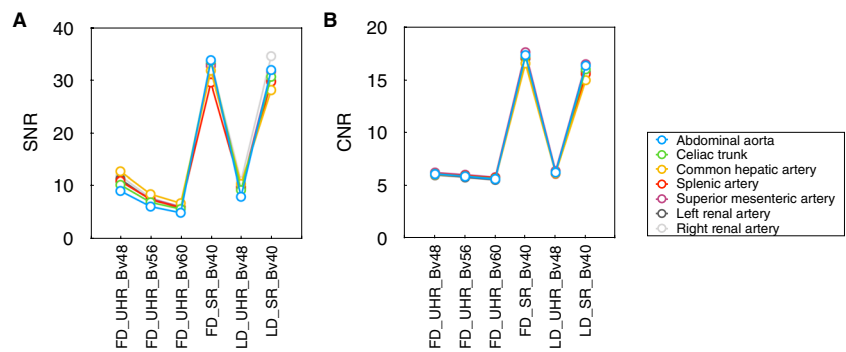 A
B
40
30
20
10
0
SNR
FD_UHR_Bv48
FD_UHR_Bv56
FD_UHR_Bv60
FD_SR_Bv40
LD_UHR_Bv48
LD_SR_Bv40
20
15
10
5
0
CNR
FD_UHR_Bv48
FD_UHR_Bv56
FD_UHR_Bv60
FD_SR_Bv40
LD_UHR_Bv48
LD_SR_Bv40
Abdominal aorta
Celiac trunk
Common hepatic artery
Splenic artery
Superior mesenteric artery
Left renal artery
Right renal artery